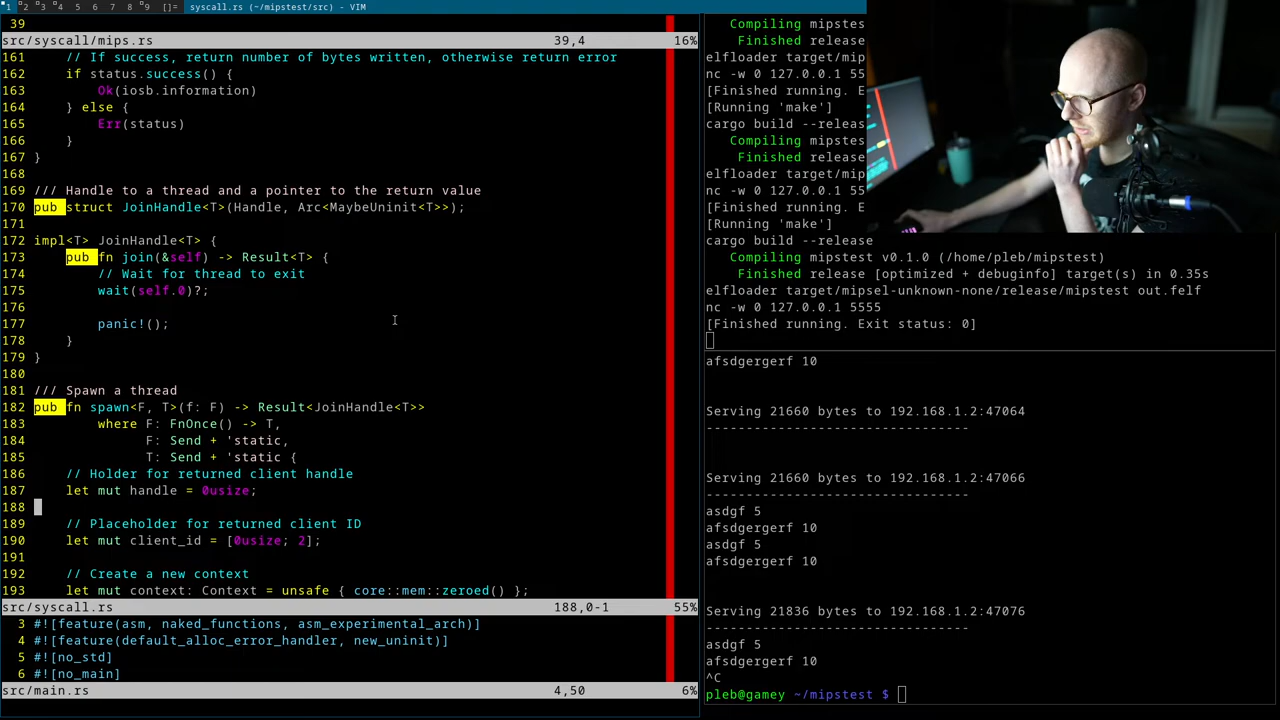 1 2 3 4 5 6 7 8 9 []= syscall.rs (~/mipstest/src) - VIM
39
src/syscall/mips.rs 39,4 16%
161 // If success, return number of bytes written, otherwise return error
162 if status.success() {
163 Ok(iosb.information)
164 } else {
165 Err(status)
166 }
167 }
168
169 /// Handle to a thread and a pointer to the return value
170 pub struct JoinHandle<T>(Handle, Arc<MaybeUninit<T>>);
171
172 impl<T> JoinHandle<T> {
173 pub fn join(&self) -> Result<T> {
174 // Wait for thread to exit
175 wait(self.0)?;
176
177 panic!();
178 }
179 }
180
181 /// Spawn a thread
182 pub fn spawn<F, T>(f: F) -> Result<JoinHandle<T>>
183 where F: FnOnce() -> T,
184 F: Send + 'static,
185 T: Send + 'static {
186 // Holder for returned client handle
187 let mut handle = 0usize;
188
189 // Placeholder for returned client ID
190 let mut client_id = [0usize; 2];
191
192 // Create a new context
193 let mut context: Context = unsafe { core::mem::zeroed() };
src/syscall.rs 188,0-1 55%
3 #![feature(asm, naked_functions, asm_experimental_arch)]
4 #![feature(default_alloc_error_handler, new_uninit)]
5 #![no_std]
6 #![no_main]
src/main.rs 4,50 6%
Compiling mipstest
Finished release
elfloader target/mip
nc -w 0 127.0.0.1 55
[Finished running. E
[Running 'make']
cargo build --releas
Compiling mipstest
Finished release
elfloader target/mip
nc -w 0 127.0.0.1 55
[Finished running. E
[Running 'make']
cargo build --release
Compiling mipstest v0.1.0 (/home/pleb/mipstest)
Finished release [optimized + debuginfo] target(s) in 0.35s
elfloader target/mipsel-unknown-none/release/mipstest out.felf
nc -w 0 127.0.0.1 5555
[Finished running. Exit status: 0]
afsdgergerf 10
Serving 21660 bytes to 192.168.1.2:47064
---------------------------------
Serving 21660 bytes to 192.168.1.2:47066
---------------------------------
asdgf 5
afsdgergerf 10
asdgf 5
afsdgergerf 10
Serving 21836 bytes to 192.168.1.2:47076
---------------------------------
asdgf 5
afsdgergerf 10
^C
pleb@gamey ~/mipstest $